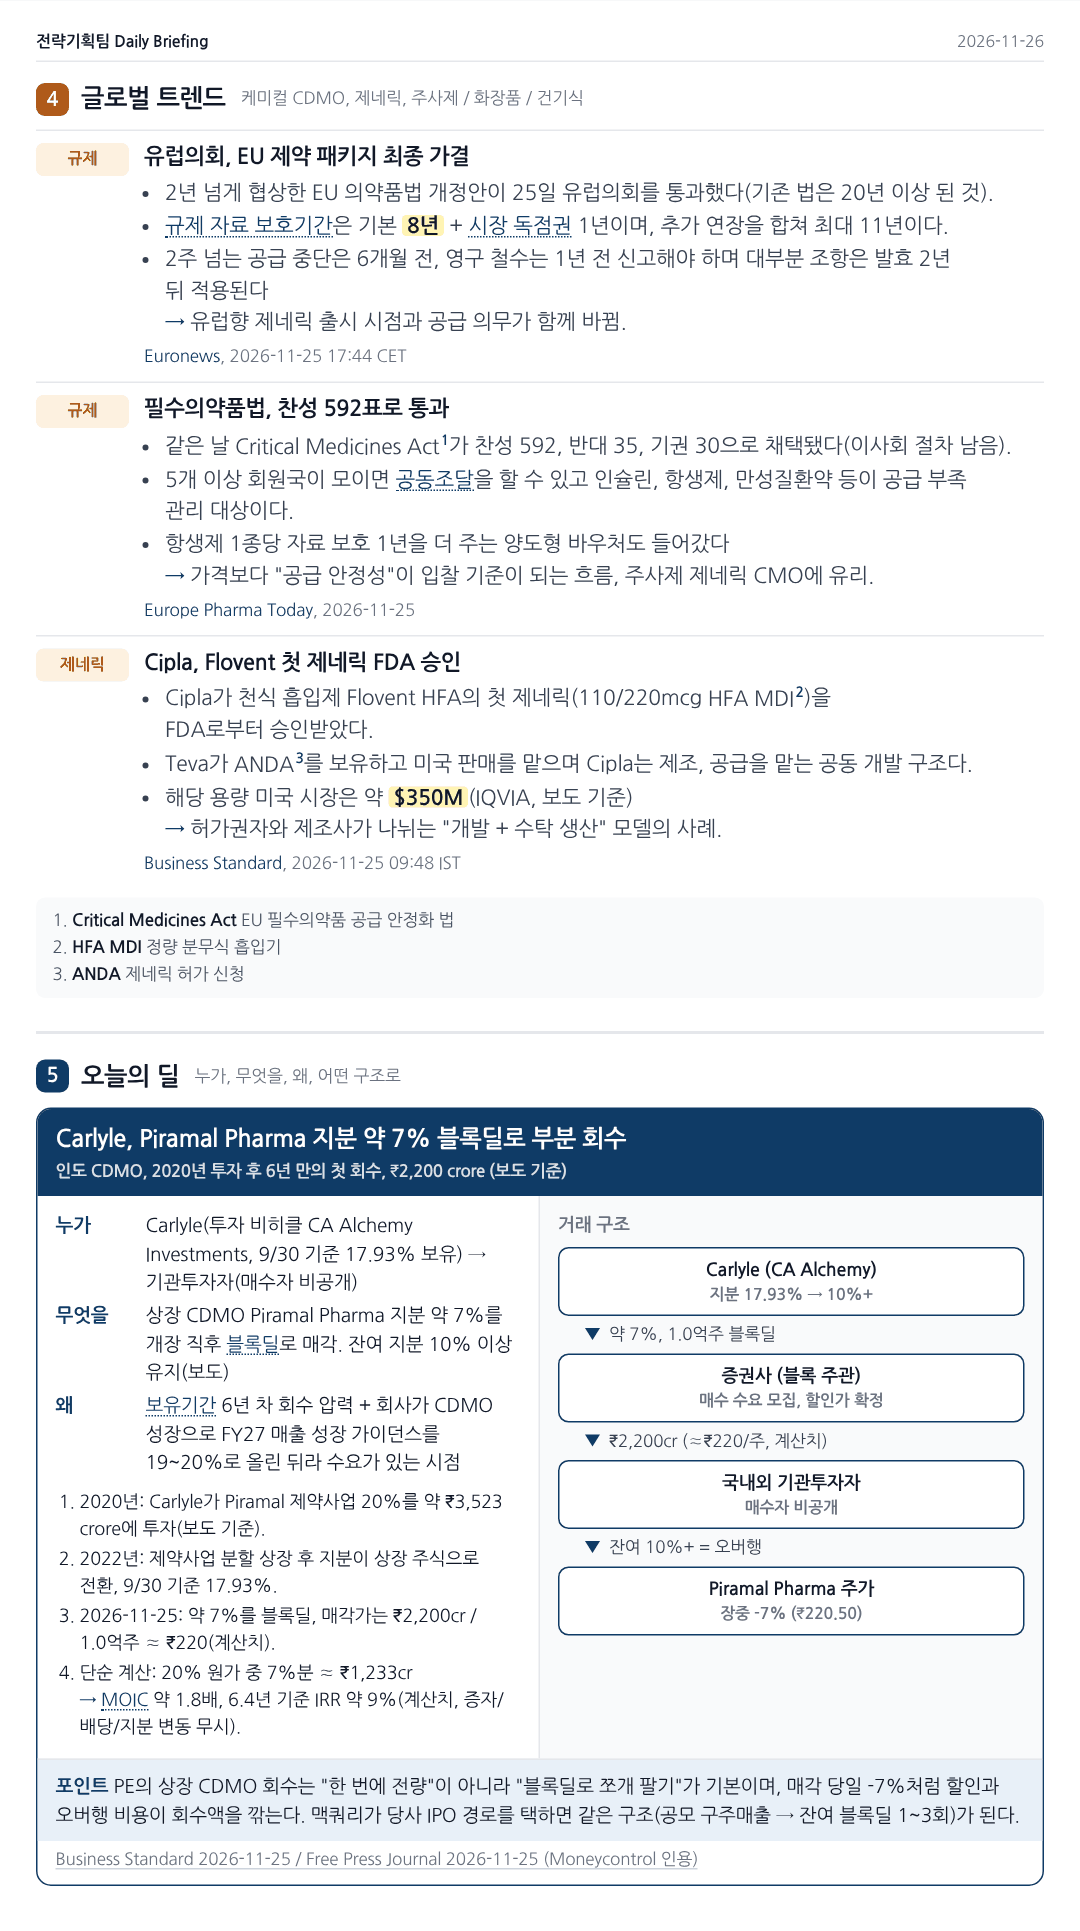 전략기획팀 Daily Briefing
2026-11-26
4 글로벌 트렌드 케미컬 CDMO, 제네릭, 주사제 / 화장품 / 건기식
규제
유럽의회, EU 제약 패키지 최종 가결
• 2년 넘게 협상한 EU 의약품법 개정안이 25일 유럽의회를 통과했다(기존 법은 20년 이상 된 것).
• 규제 자료 보호기간은 기본 8년 + 시장 독점권 1년이며, 추가 연장을 합쳐 최대 11년이다.
• 2주 넘는 공급 중단은 6개월 전, 영구 철수는 1년 전 신고해야 하며 대부분 조항은 발효 2년
뒤 적용된다
→ 유럽향 제네릭 출시 시점과 공급 의무가 함께 바뀜.
Euronews, 2026-11-25 17:44 CET
규제
필수의약품법, 찬성 592표로 통과
• 같은 날 Critical Medicines Act¹가 찬성 592, 반대 35, 기권 30으로 채택됐다(이사회 절차 남음).
• 5개 이상 회원국이 모이면 공동조달을 할 수 있고 인슐린, 항생제, 만성질환약 등이 공급 부족
관리 대상이다.
• 항생제 1종당 자료 보호 1년을 더 주는 양도형 바우처도 들어갔다
→ 가격보다 "공급 안정성"이 입찰 기준이 되는 흐름, 주사제 제네릭 CMO에 유리.
Europe Pharma Today, 2026-11-25
제네릭
Cipla, Flovent 첫 제네릭 FDA 승인
• Cipla가 천식 흡입제 Flovent HFA의 첫 제네릭(110/220mcg HFA MDI²)을
FDA로부터 승인받았다.
• Teva가 ANDA³를 보유하고 미국 판매를 맡으며 Cipla는 제조, 공급을 맡는 공동 개발 구조다.
• 해당 용량 미국 시장은 약 $350M(IQVIA, 보도 기준)
→ 허가권자와 제조사가 나뉘는 "개발 + 수탁 생산" 모델의 사례.
Business Standard, 2026-11-25 09:48 IST
1. Critical Medicines Act EU 필수의약품 공급 안정화 법
2. HFA MDI 정량 분무식 흡입기
3. ANDA 제네릭 허가 신청
5 오늘의 딜 누가, 무엇을, 왜, 어떤 구조로
Carlyle, Piramal Pharma 지분 약 7% 블록딜로 부분 회수
인도 CDMO, 2020년 투자 후 6년 만의 첫 회수, ₹2,200 crore (보도 기준)
누가
Carlyle(투자 비히클 CA Alchemy
Investments, 9/30 기준 17.93% 보유) →
기관투자자(매수자 비공개)
무엇을
상장 CDMO Piramal Pharma 지분 약 7%를
개장 직후 블록딜로 매각. 잔여 지분 10% 이상
유지(보도)
왜
보유기간 6년 차 회수 압력 + 회사가 CDMO
성장으로 FY27 매출 성장 가이던스를
19~20%로 올린 뒤라 수요가 있는 시점
1. 2020년: Carlyle가 Piramal 제약사업 20%를 약 ₹3,523
crore에 투자(보도 기준).
2. 2022년: 제약사업 분할 상장 후 지분이 상장 주식으로
전환, 9/30 기준 17.93%.
3. 2026-11-25: 약 7%를 블록딜, 매각가는 ₹2,200cr /
1.0억주 ≈ ₹220(계산치).
4. 단순 계산: 20% 원가 중 7%분 ≈ ₹1,233cr
→ MOIC 약 1.8배, 6.4년 기준 IRR 약 9%(계산치, 증자/
배당/지분 변동 무시).
거래 구조
Carlyle (CA Alchemy)
지분 17.93% → 10%+
▼ 약 7%, 1.0억주 블록딜
증권사 (블록 주관)
매수 수요 모집, 할인가 확정
▼ ₹2,200cr (≈₹220/주, 계산치)
국내외 기관투자자
매수자 비공개
▼ 잔여 10%+ = 오버행
Piramal Pharma 주가
장중 -7% (₹220.50)
포인트 PE의 상장 CDMO 회수는 "한 번에 전량"이 아니라 "블록딜로 쪼개 팔기"가 기본이며, 매각 당일 -7%처럼 할인과
오버행 비용이 회수액을 깎는다. 맥쿼리가 당사 IPO 경로를 택하면 같은 구조(공모 구주매출 → 잔여 블록딜 1~3회)가 된다.
Business Standard 2026-11-25 / Free Press Journal 2026-11-25 (Moneycontrol 인용)